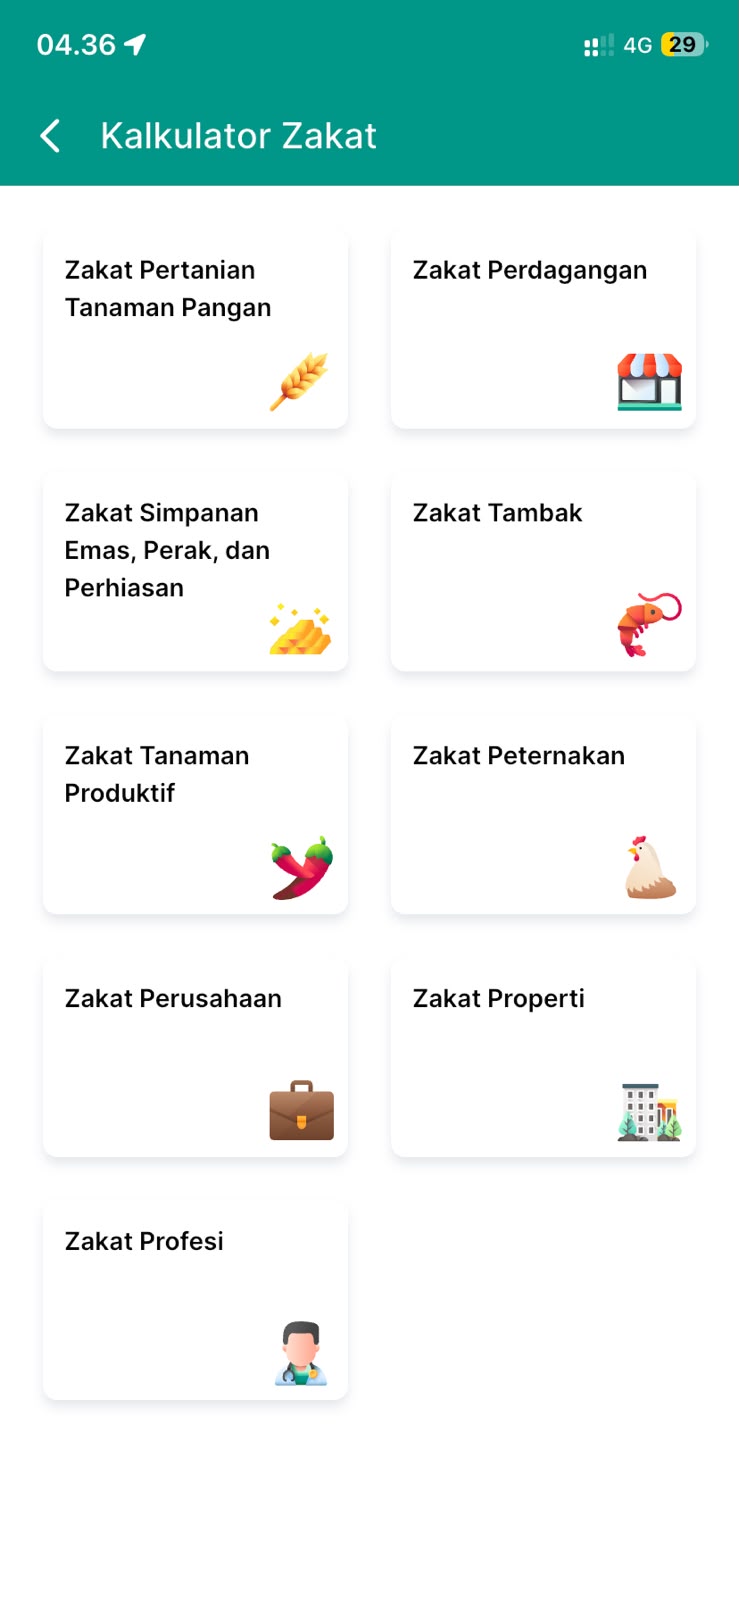 04.36
4G
29
Kalkulator Zakat
Zakat Pertanian
Tanaman Pangan
Zakat Perdagangan
Zakat Simpanan
Emas, Perak, dan
Perhiasan
Zakat Tambak
Zakat Tanaman
Produktif
Zakat Peternakan
Zakat Perusahaan
Zakat Properti
Zakat Profesi